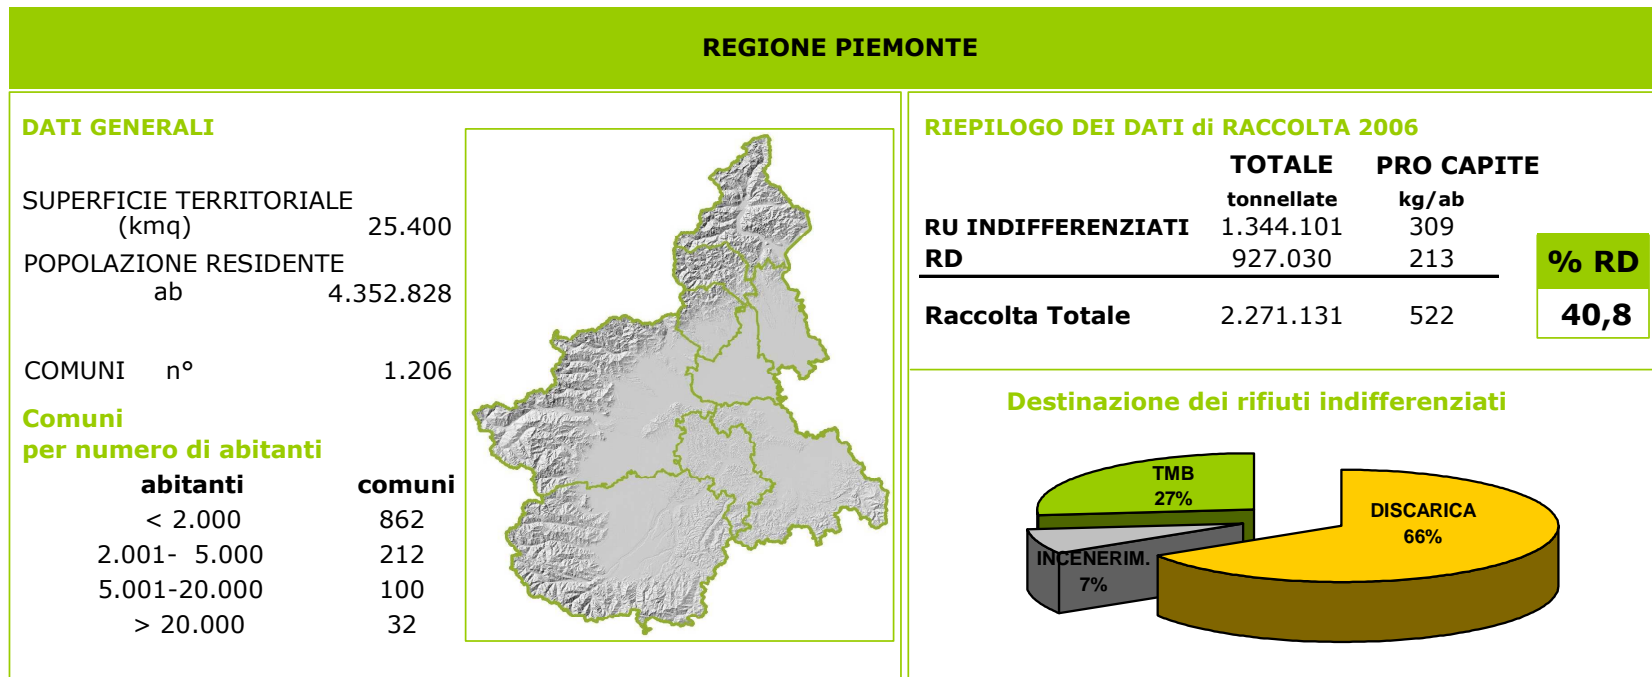 REGIONE PIEMONTE
DATI GENERALI
SUPERFICIE TERRITORIALE
(kmq) 25.400
POPOLAZIONE RESIDENTE
ab 4.352.828
COMUNI n° 1.206
Comuni
per numero di abitanti
abitanti comuni
< 2.000 862
2.001- 5.000 212
5.001-20.000 100
> 20.000 32
RIEPILOGO DEI DATI di RACCOLTA 2006
TOTALE PRO CAPITE
tonnellate kg/ab
RU INDIFFERENZIATI 1.344.101 309
RD 927.030 213
% RD
Raccolta Totale 2.271.131 522
40,8
Destinazione dei rifiuti indifferenziati
TMB
27%
DISCARICA
66%
INCENERIM.
7%